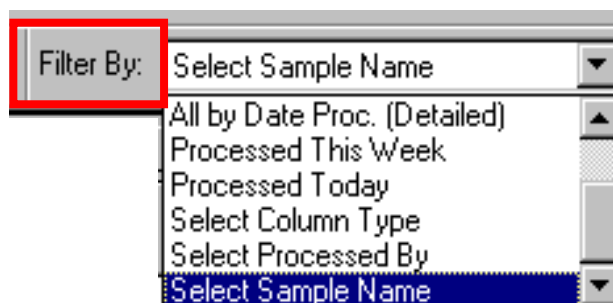 Filter By: Select Sample Name
All by Date Proc. (Detailed)
Processed This Week
Processed Today
Select Column Type
Select Processed By
Select Sample Name